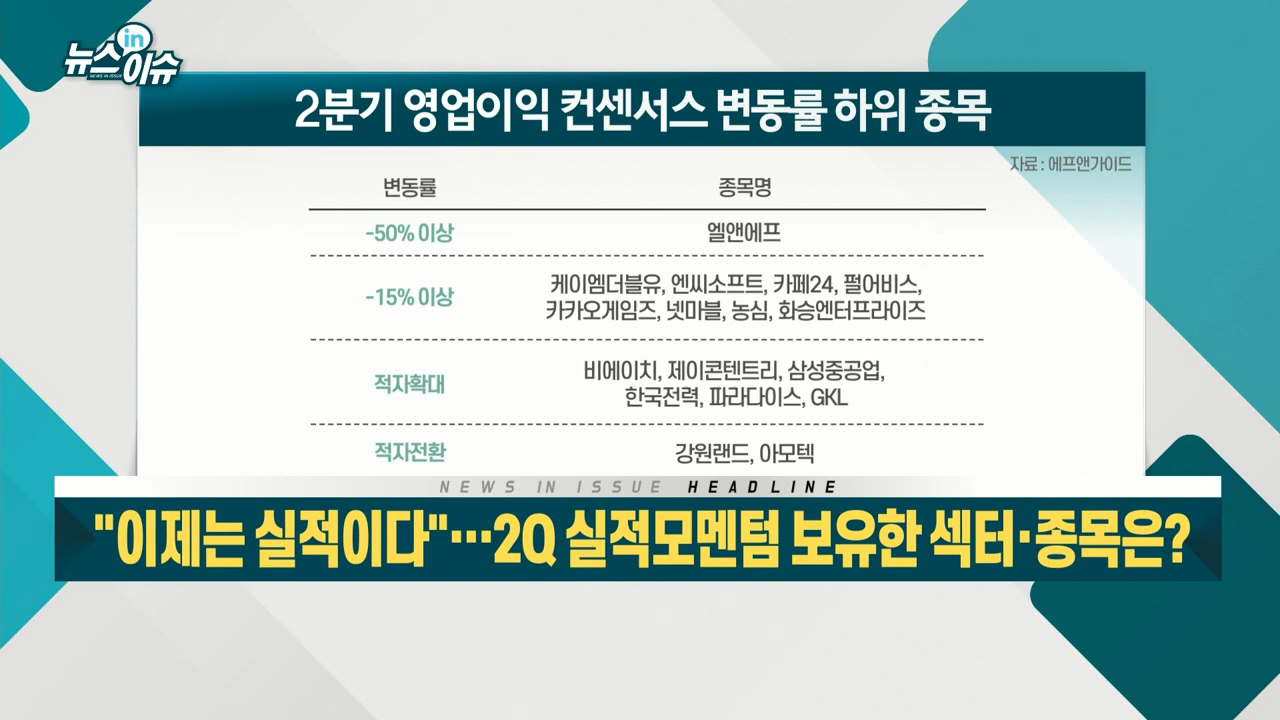 뉴스in이슈
NEWS IN ISSUE
2분기 영업이익 컨센서스 변동률 하위 종목
자료 : 에프앤가이드
변동률 종목명
-50% 이상 엘앤에프
-15% 이상 케이엠더블유, 엔씨소프트, 카페24, 펄어비스,
카카오게임즈, 넷마블, 농심, 화승엔터프라이즈
적자확대 비에이치, 제이콘텐트리, 삼성중공업,
한국전력, 파라다이스, GKL
적자전환 강원랜드, 아모텍
NEWS IN ISSUE HEADLINE
"이제는 실적이다"…2Q 실적모멘텀 보유한 섹터·종목은?